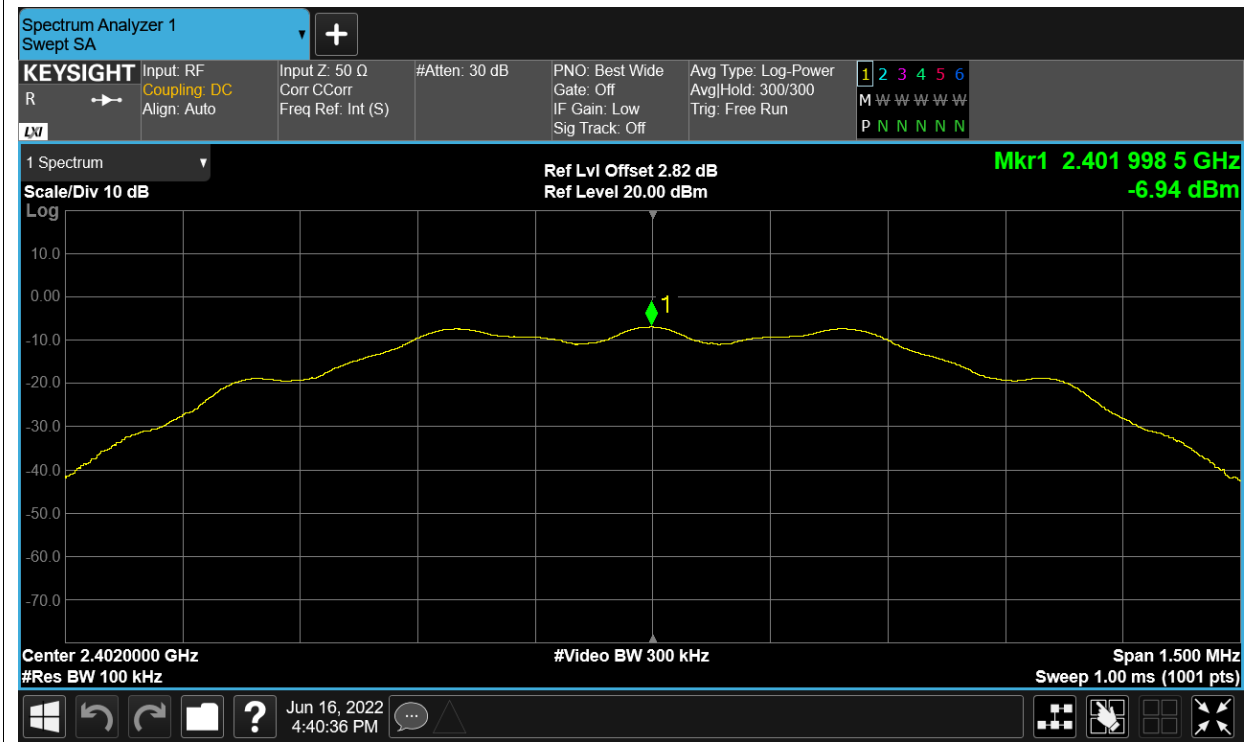 Spectrum Analyzer 1
Swept SA
KEYSIGHT
R
LXI
Input: RF
Coupling: DC
Align: Auto
Input Z: 50 Ω
Corr CCorr
Freq Ref: Int (S)
#Atten: 30 dB
PNO: Best Wide
Gate: Off
IF Gain: Low
Sig Track: Off
Avg Type: Log-Power
Avg|Hold: 300/300
Trig: Free Run
1 2 3 4 5 6
M W W W W W
P N N N N N
1 Spectrum
Scale/Div 10 dB
Ref Lvl Offset 2.82 dB
Ref Level 20.00 dBm
Mkr1 2.401 998 5 GHz
-6.94 dBm
Log
10.0
0.00
-10.0
-20.0
-30.0
-40.0
-50.0
-60.0
-70.0
1
Center 2.4020000 GHz
#Res BW 100 kHz
#Video BW 300 kHz
Span 1.500 MHz
Sweep 1.00 ms (1001 pts)
?
Jun 16, 2022
4:40:36 PM